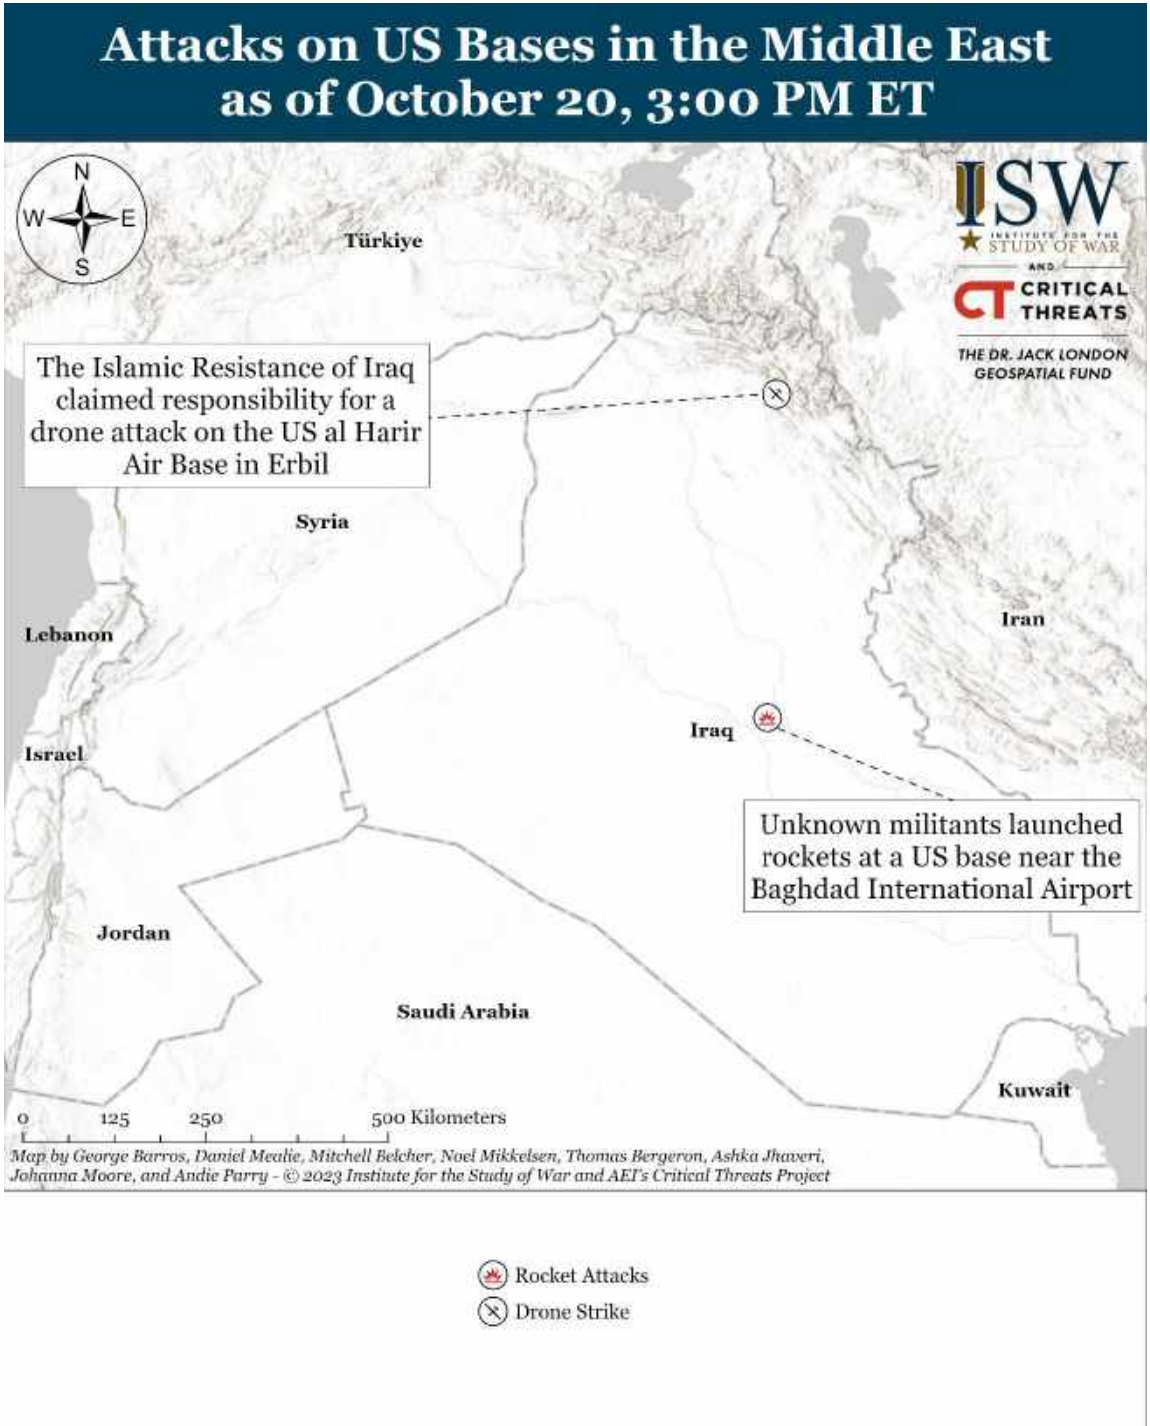 Attacks on US Bases in the Middle East
as of October 20, 3:00 PM ET
N
W
E
S
ISW
INSTITUTE FOR THE
STUDY OF WAR
AND
CT CRITICAL
THREATS
THE DR. JACK LONDON
GEOSPATIAL FUND
Türkiye
The Islamic Resistance of Iraq
claimed responsibility for a
drone attack on the US al Harir
Air Base in Erbil
Syria
Lebanon
Iran
Israel
Iraq
Unknown militants launched
rockets at a US base near the
Baghdad International Airport
Jordan
Saudi Arabia
Kuwait
0 125 250 500 Kilometers
Map by George Barros, Daniel Mealie, Mitchell Belcher, Noel Mikkelsen, Thomas Bergeron, Ashka Jhaveri,
Johanna Moore, and Andie Parry - © 2023 Institute for the Study of War and AEI's Critical Threats Project
Rocket Attacks
Drone Strike